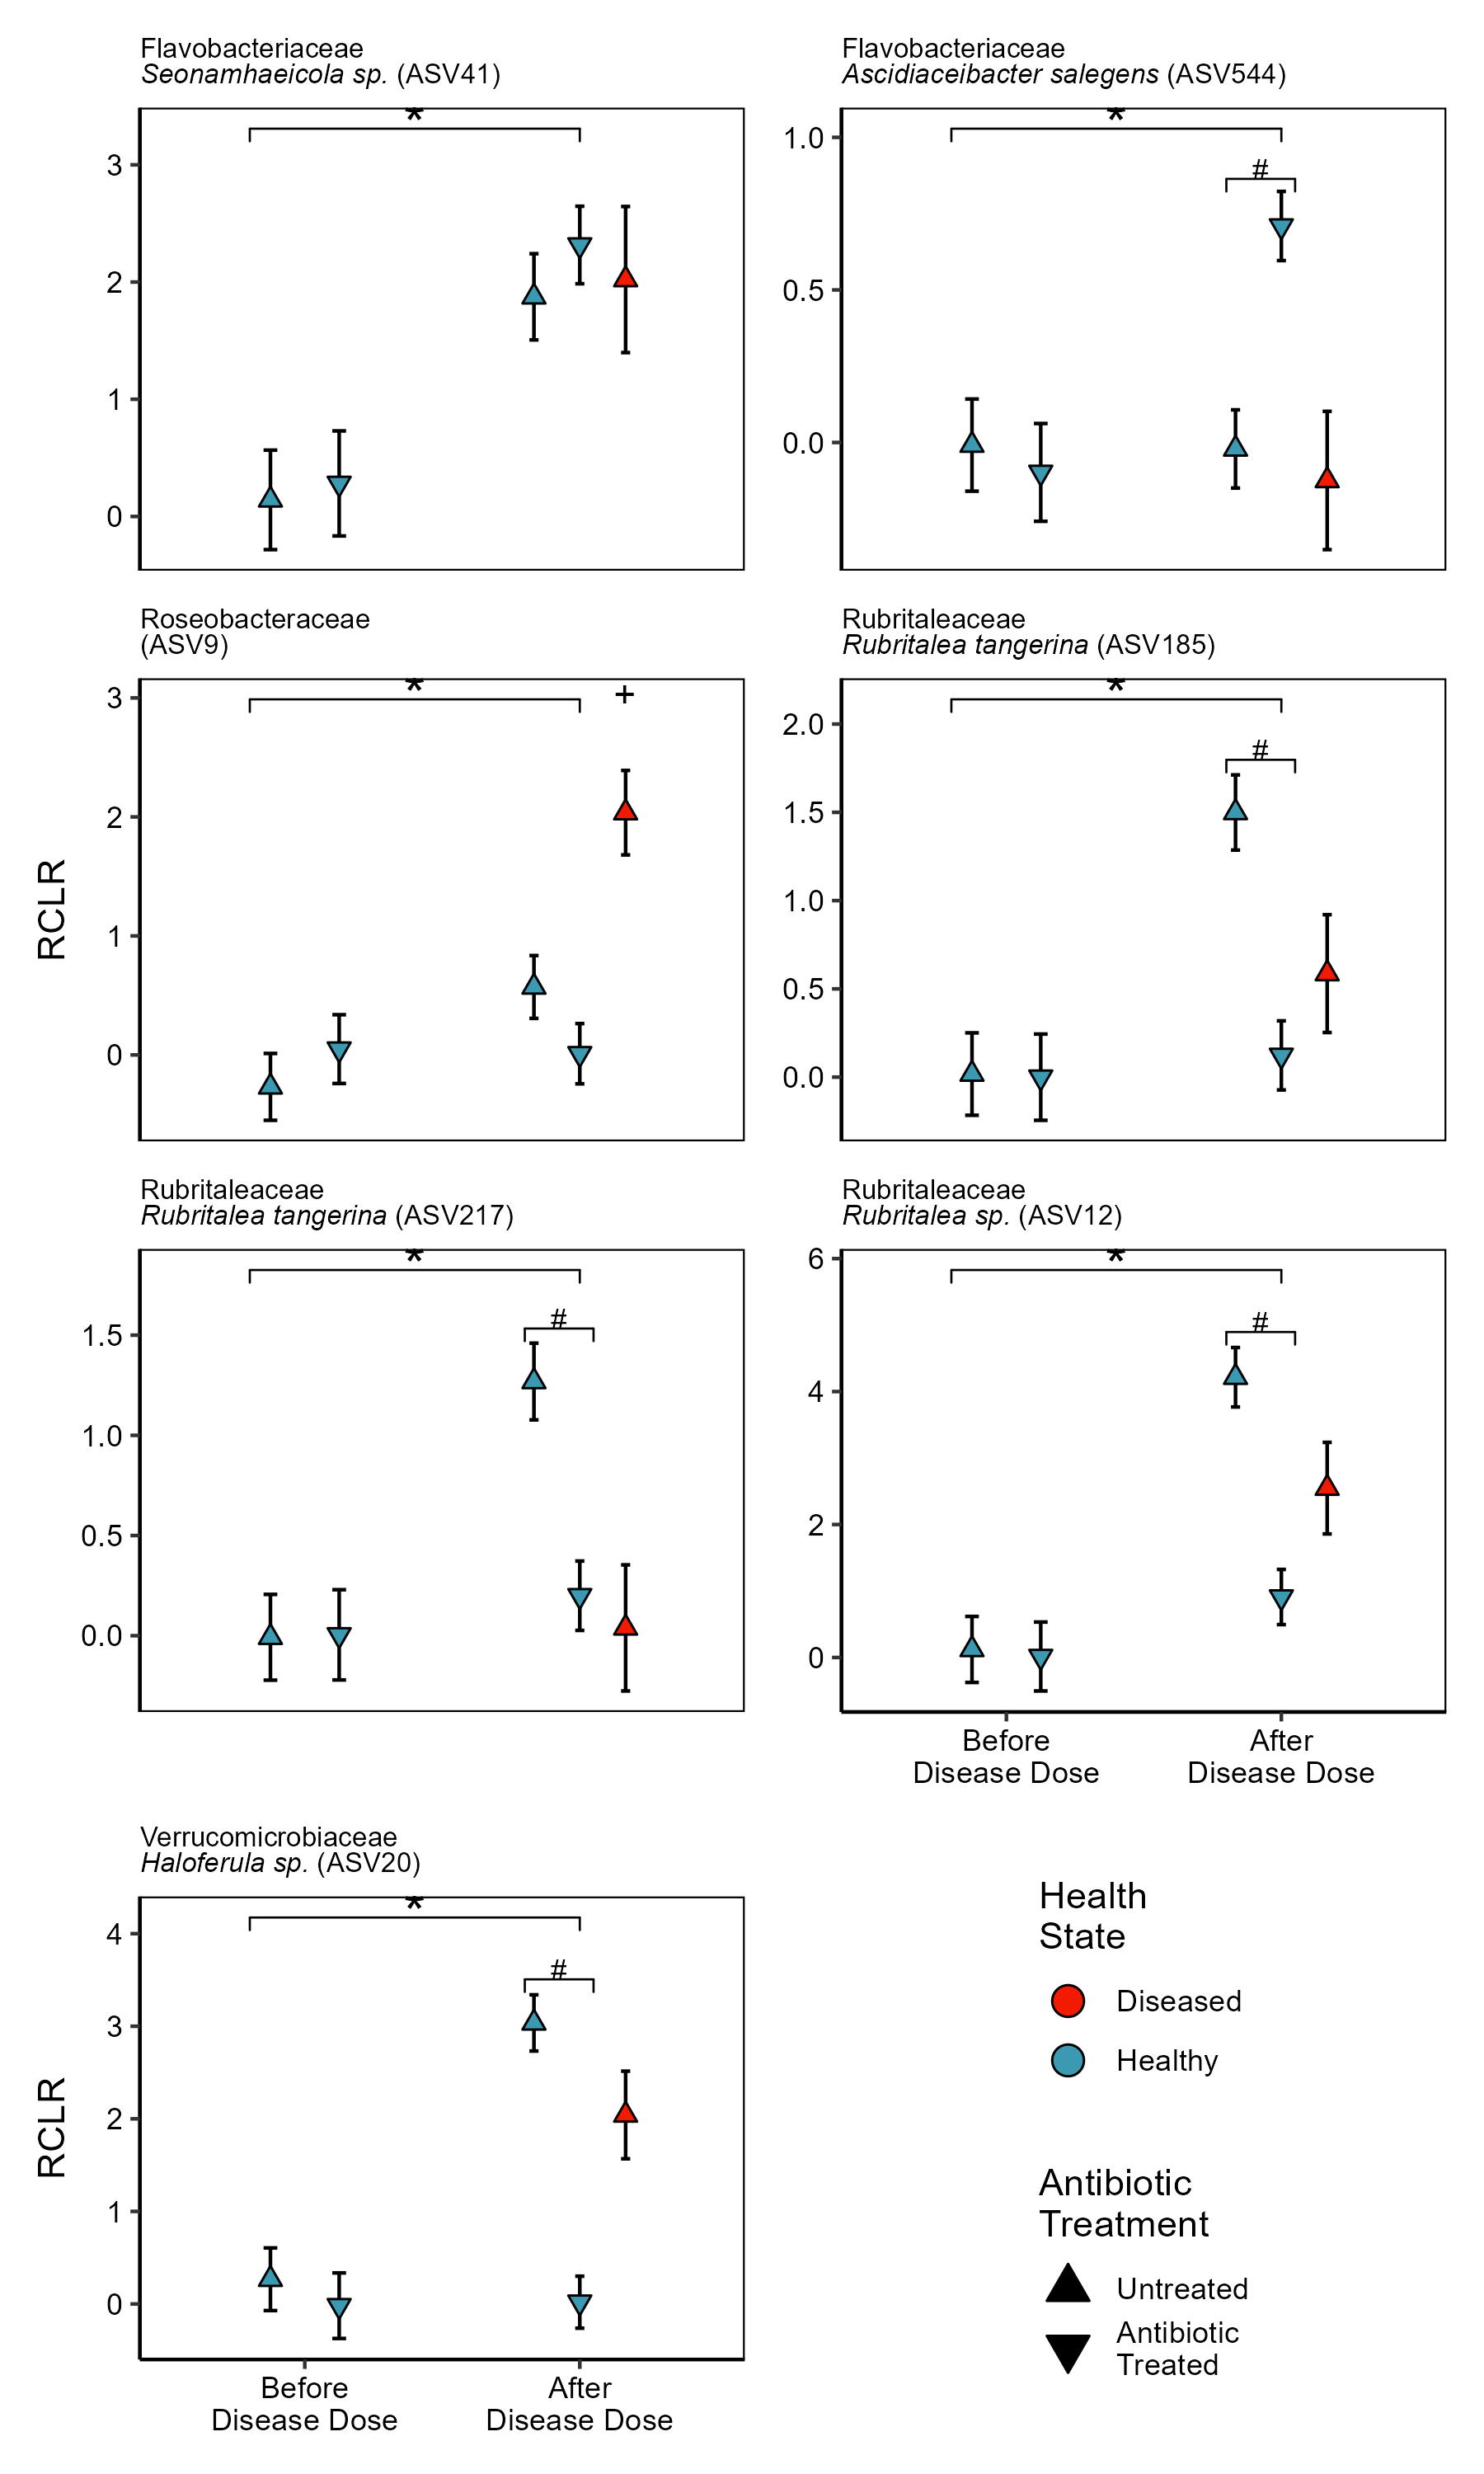 Flavobacteriaceae
Seonamhaeicola sp. (ASV41)
*
3
2
1
0
Flavobacteriaceae
Ascidiaceibacter salegens (ASV544)
*
#
1.0
0.5
0.0
Roseobacteraceae
(ASV9)
*
+
3
2
1
0
Rubritaleaceae
Rubritalea tangerina (ASV185)
*
#
2.0
1.5
1.0
0.5
0.0
RCLR
Rubritaleaceae
Rubritalea tangerina (ASV217)
*
#
1.5
1.0
0.5
0.0
Rubritaleaceae
Rubritalea sp. (ASV12)
*
#
6
4
2
0
Before
Disease Dose
After
Disease Dose
Verrucomicrobiaceae
Haloferula sp. (ASV20)
*
#
4
3
2
1
0
RCLR
Before
Disease Dose
After
Disease Dose
Health
State
Diseased
Healthy
Antibiotic
Treatment
Untreated
Antibiotic
Treated